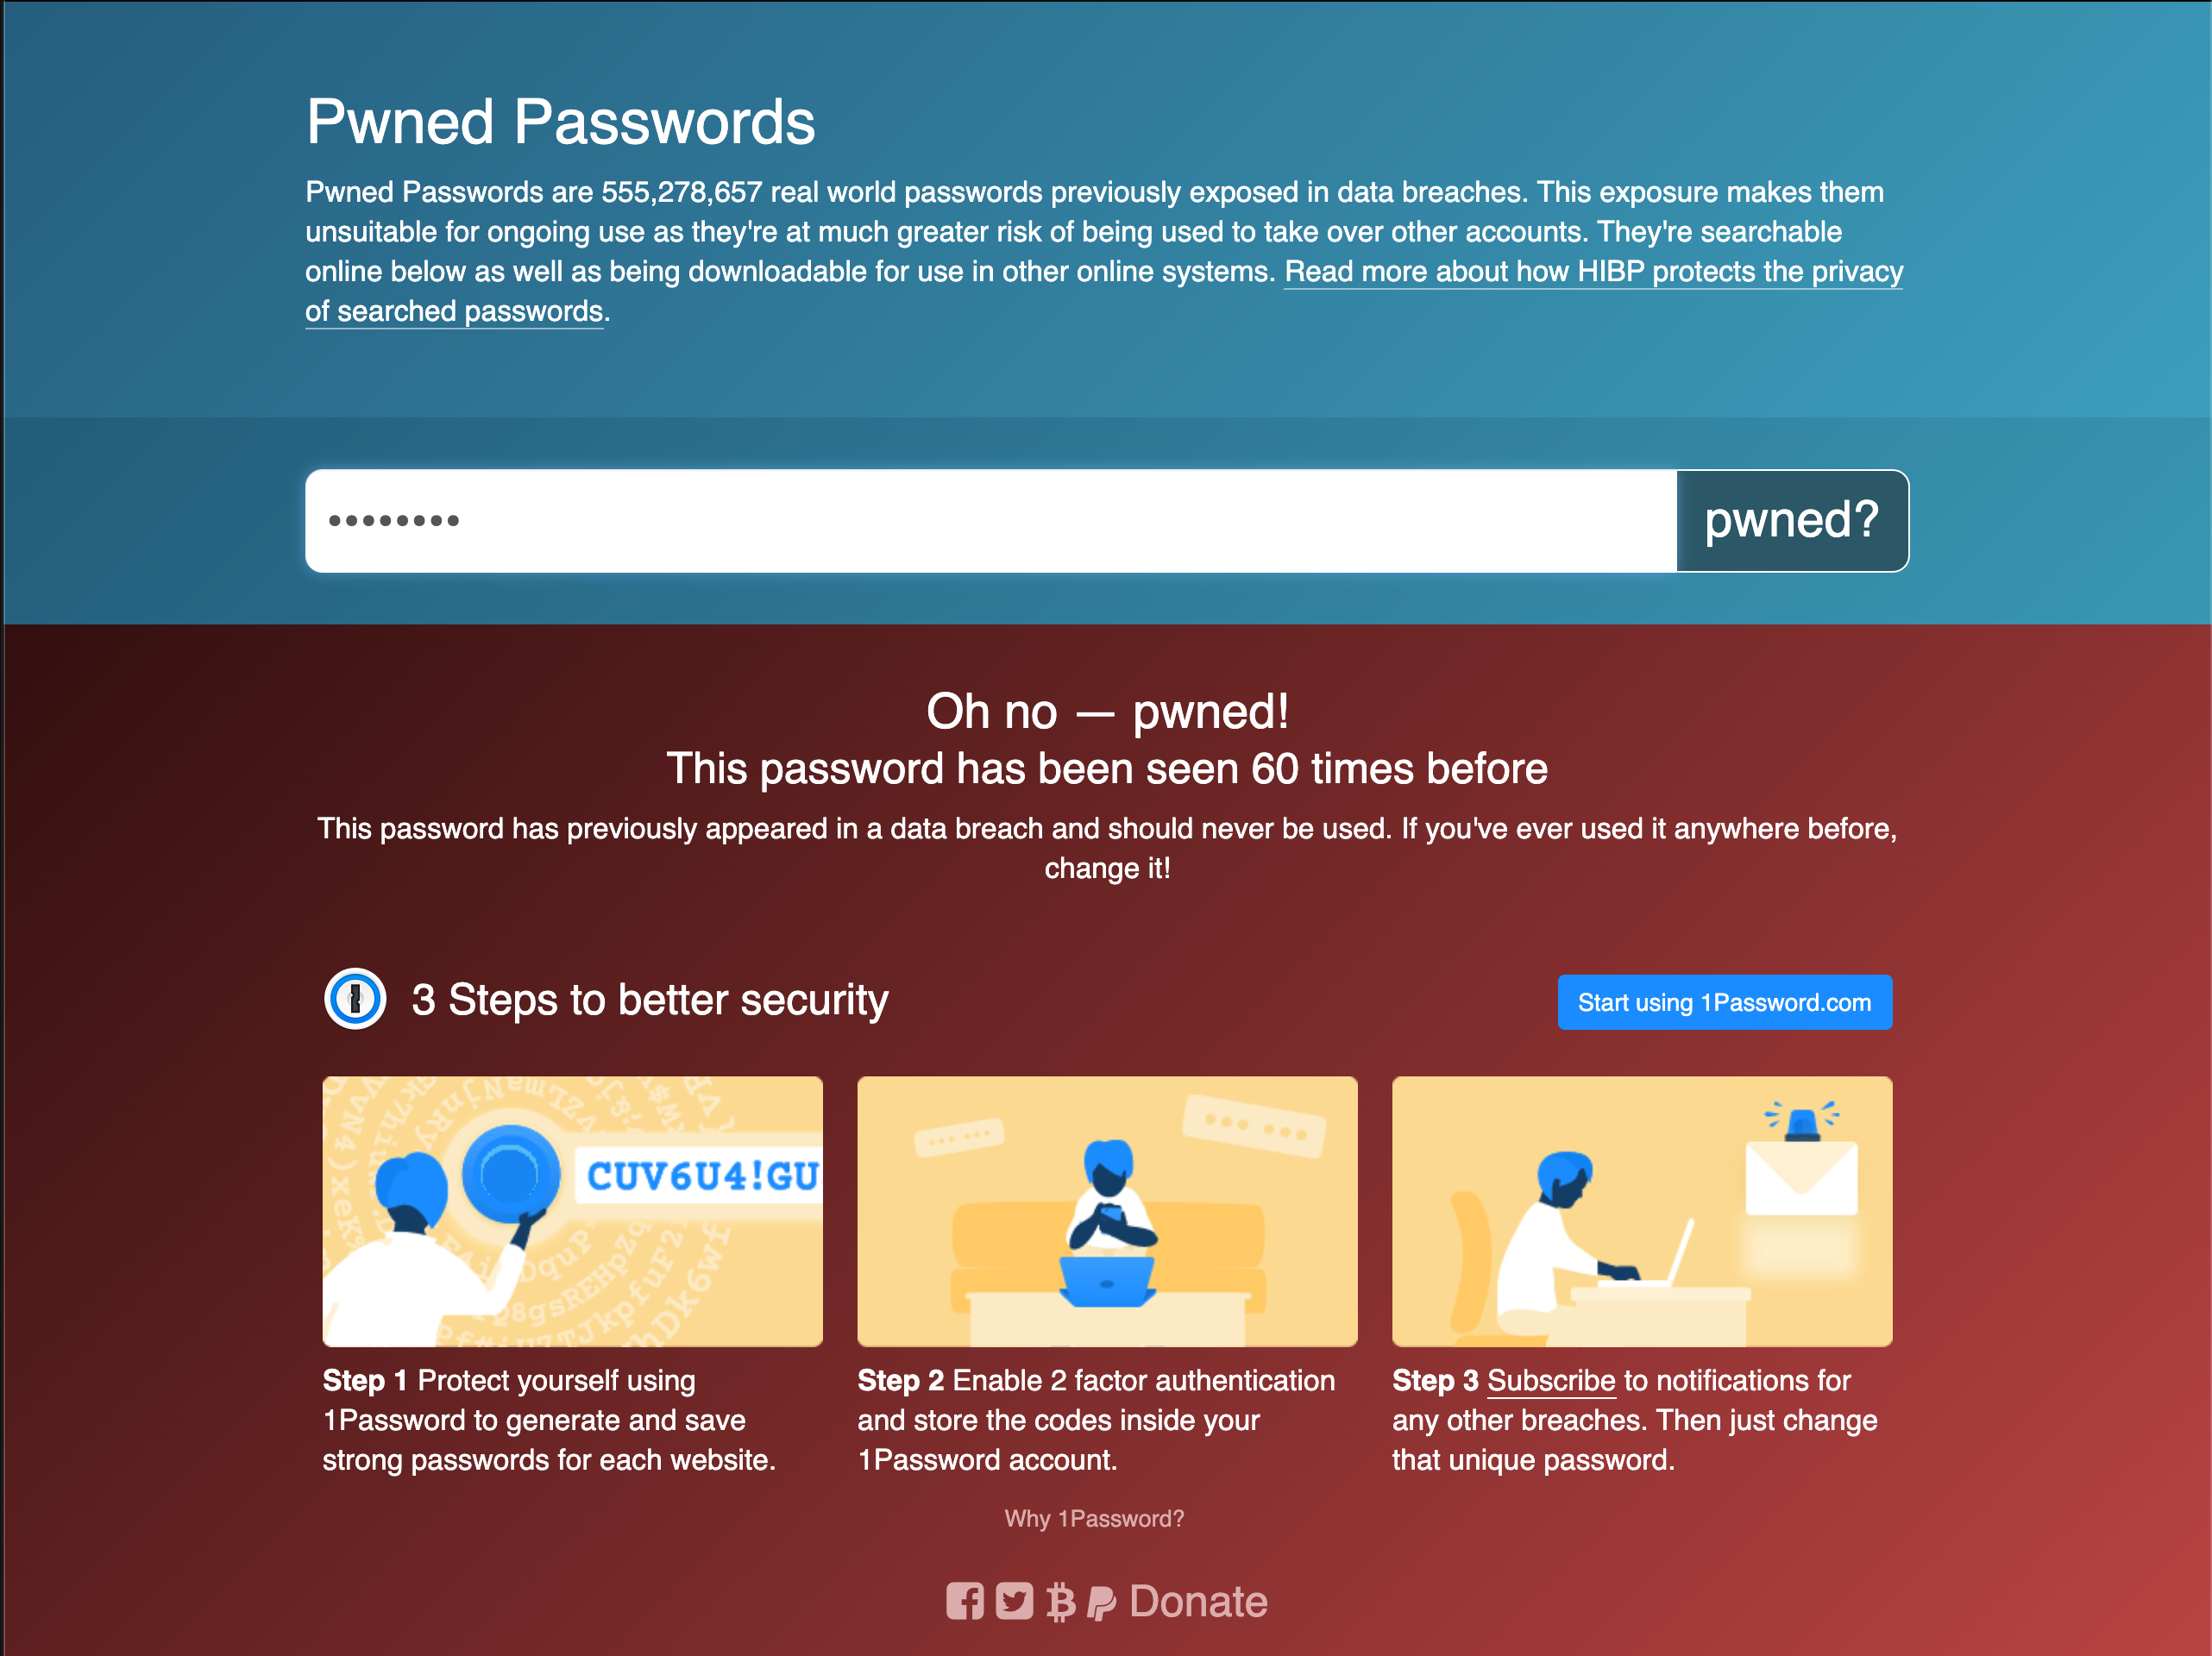 Pwned Passwords
Pwned Passwords are 555,278,657 real world passwords previously exposed in data breaches. This exposure makes them
unsuitable for ongoing use as they're at much greater risk of being used to take over other accounts. They're searchable
online below as well as being downloadable for use in other online systems. Read more about how HIBP protects the privacy
of searched passwords.
••••••••
pwned?
Oh no — pwned!
This password has been seen 60 times before
This password has previously appeared in a data breach and should never be used. If you've ever used it anywhere before,
change it!
3 Steps to better security
Start using 1Password.com
CUV6U4!GU
Step 1 Protect yourself using
1Password to generate and save
strong passwords for each website.
Step 2 Enable 2 factor authentication
and store the codes inside your
1Password account.
Step 3 Subscribe to notifications for
any other breaches. Then just change
that unique password.
Why 1Password?
Donate